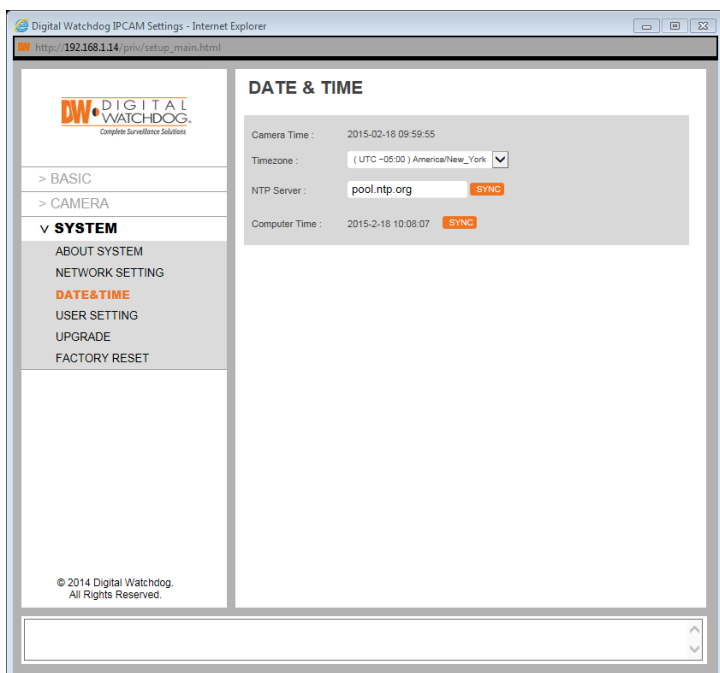 Digital Watchdog IPCAM Settings - Internet Explorer
DW http://192.168.1.14/priv/setup_main.html
DW DIGITAL
WATCHDOG.
Complete Surveillance Solutions
> BASIC
> CAMERA
v SYSTEM
ABOUT SYSTEM
NETWORK SETTING
DATE&TIME
USER SETTING
UPGRADE
FACTORY RESET
© 2014 Digital Watchdog.
All Rights Reserved.
DATE & TIME
Camera Time : 2015-02-18 09:59:55
Timezone : ( UTC -05:00 ) America/New_York
NTP Server : pool.ntp.org SYNC
Computer Time : 2015-2-18 10:08:07 SYNC